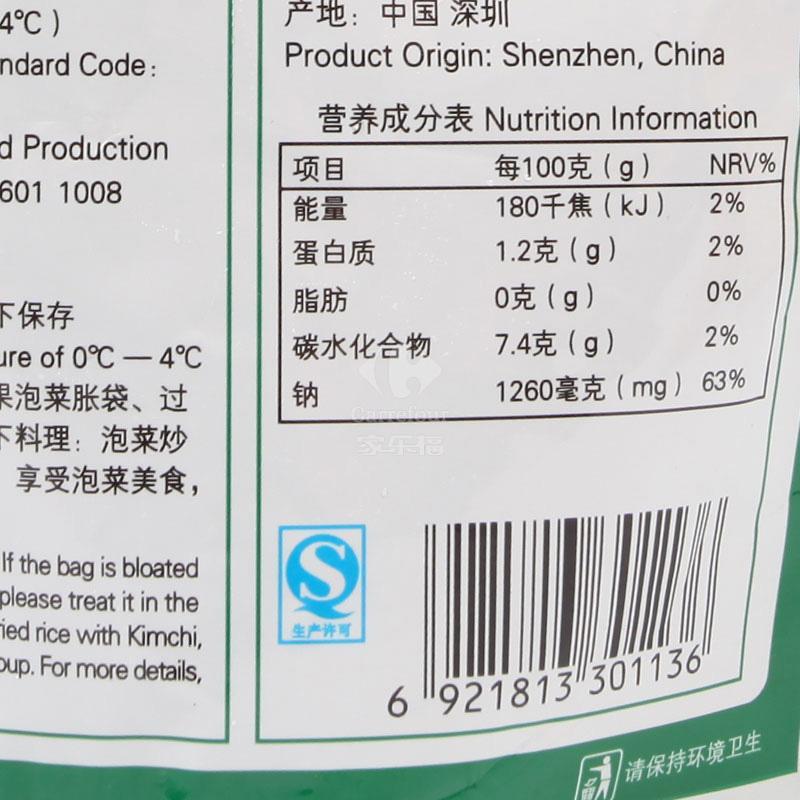 4℃）
ndard Code:
d Production
601 1008
下保存
ure of 0℃ — 4℃
果泡菜胀袋、过
下料理：泡菜炒
享受泡菜美食，
If the bag is bloated
please treat it in the
ried rice with Kimchi,
oup. For more details,
产地：中国 深圳
Product Origin: Shenzhen, China
营养成分表 Nutrition Information
项目 每100克（g） NRV%
能量 180千焦（kJ） 2%
蛋白质 1.2克（g） 2%
脂肪 0克（g） 0%
碳水化合物 7.4克（g） 2%
钠 1260毫克（mg） 63%
Carrefour
家乐福
S
生产许可
6 921813 301136
请保持环境卫生